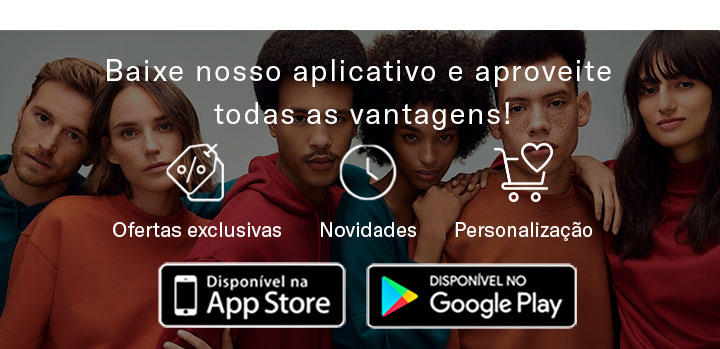 Baixe nosso aplicativo e aproveite
todas as vantagens!
Ofertas exclusivas
Novidades
Personalização
Disponível na
App Store
DISPONÍVEL NO
Google Play